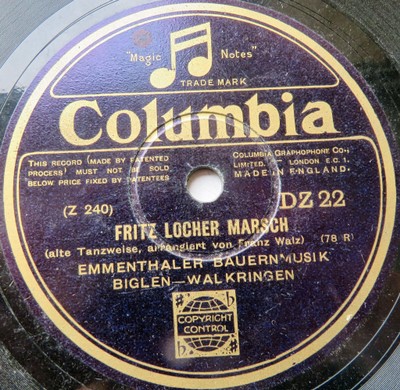 "Magic Notes"
TRADE MARK
Columbia
THIS RECORD (MADE BY PATENTED
PROCESS) MUST NOT BE SOLD
BELOW PRICE FIXED BY PATENTEES
COLUMBIA GRAPHOPHONE CO.,
LIMITED. LONDON E.C.1.
MADE IN ENGLAND.
(Z 240)
DZ 22
FRITZ LOCHER MARSCH
(alte Tanzweise, arrangiert von Franz Walz) (78 R)
EMMENTHALER BAUERNMUSIK
BIGLEN—WALKRINGEN
COPYRIGHT
CONTROL